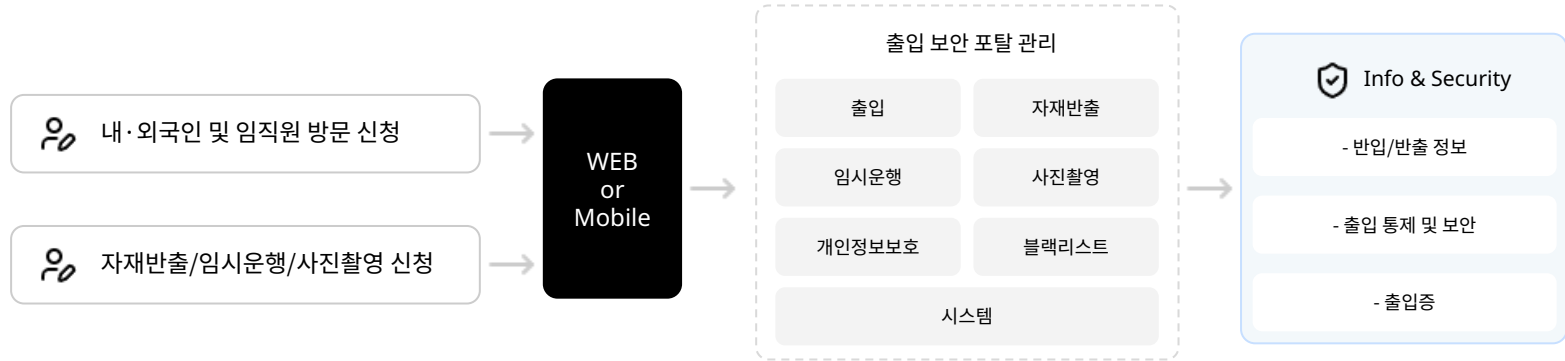 내·외국인 및 임직원 방문 신청
자재반출/임시운행/사진촬영 신청
WEB
or
Mobile
출입 보안 포탈 관리
출입
자재반출
임시운행
사진촬영
개인정보보호
블랙리스트
시스템
Info & Security
- 반입/반출 정보
- 출입 통제 및 보안
- 출입증